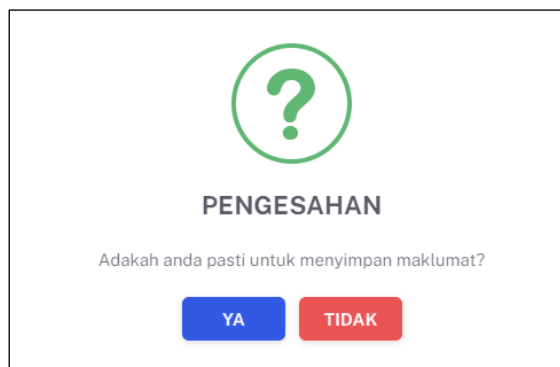 ?
PENGESAHAN
Adakah anda pasti untuk menyimpan maklumat?
YA TIDAK